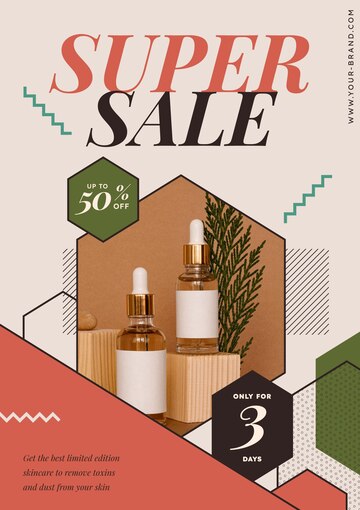 WWW.YOUR-BRAND.COM
SUPER
SALE
UP TO
50% OFF
ONLY FOR
3
DAYS
Get the best limited edition
skincare to remove toxins
and dust from your skin